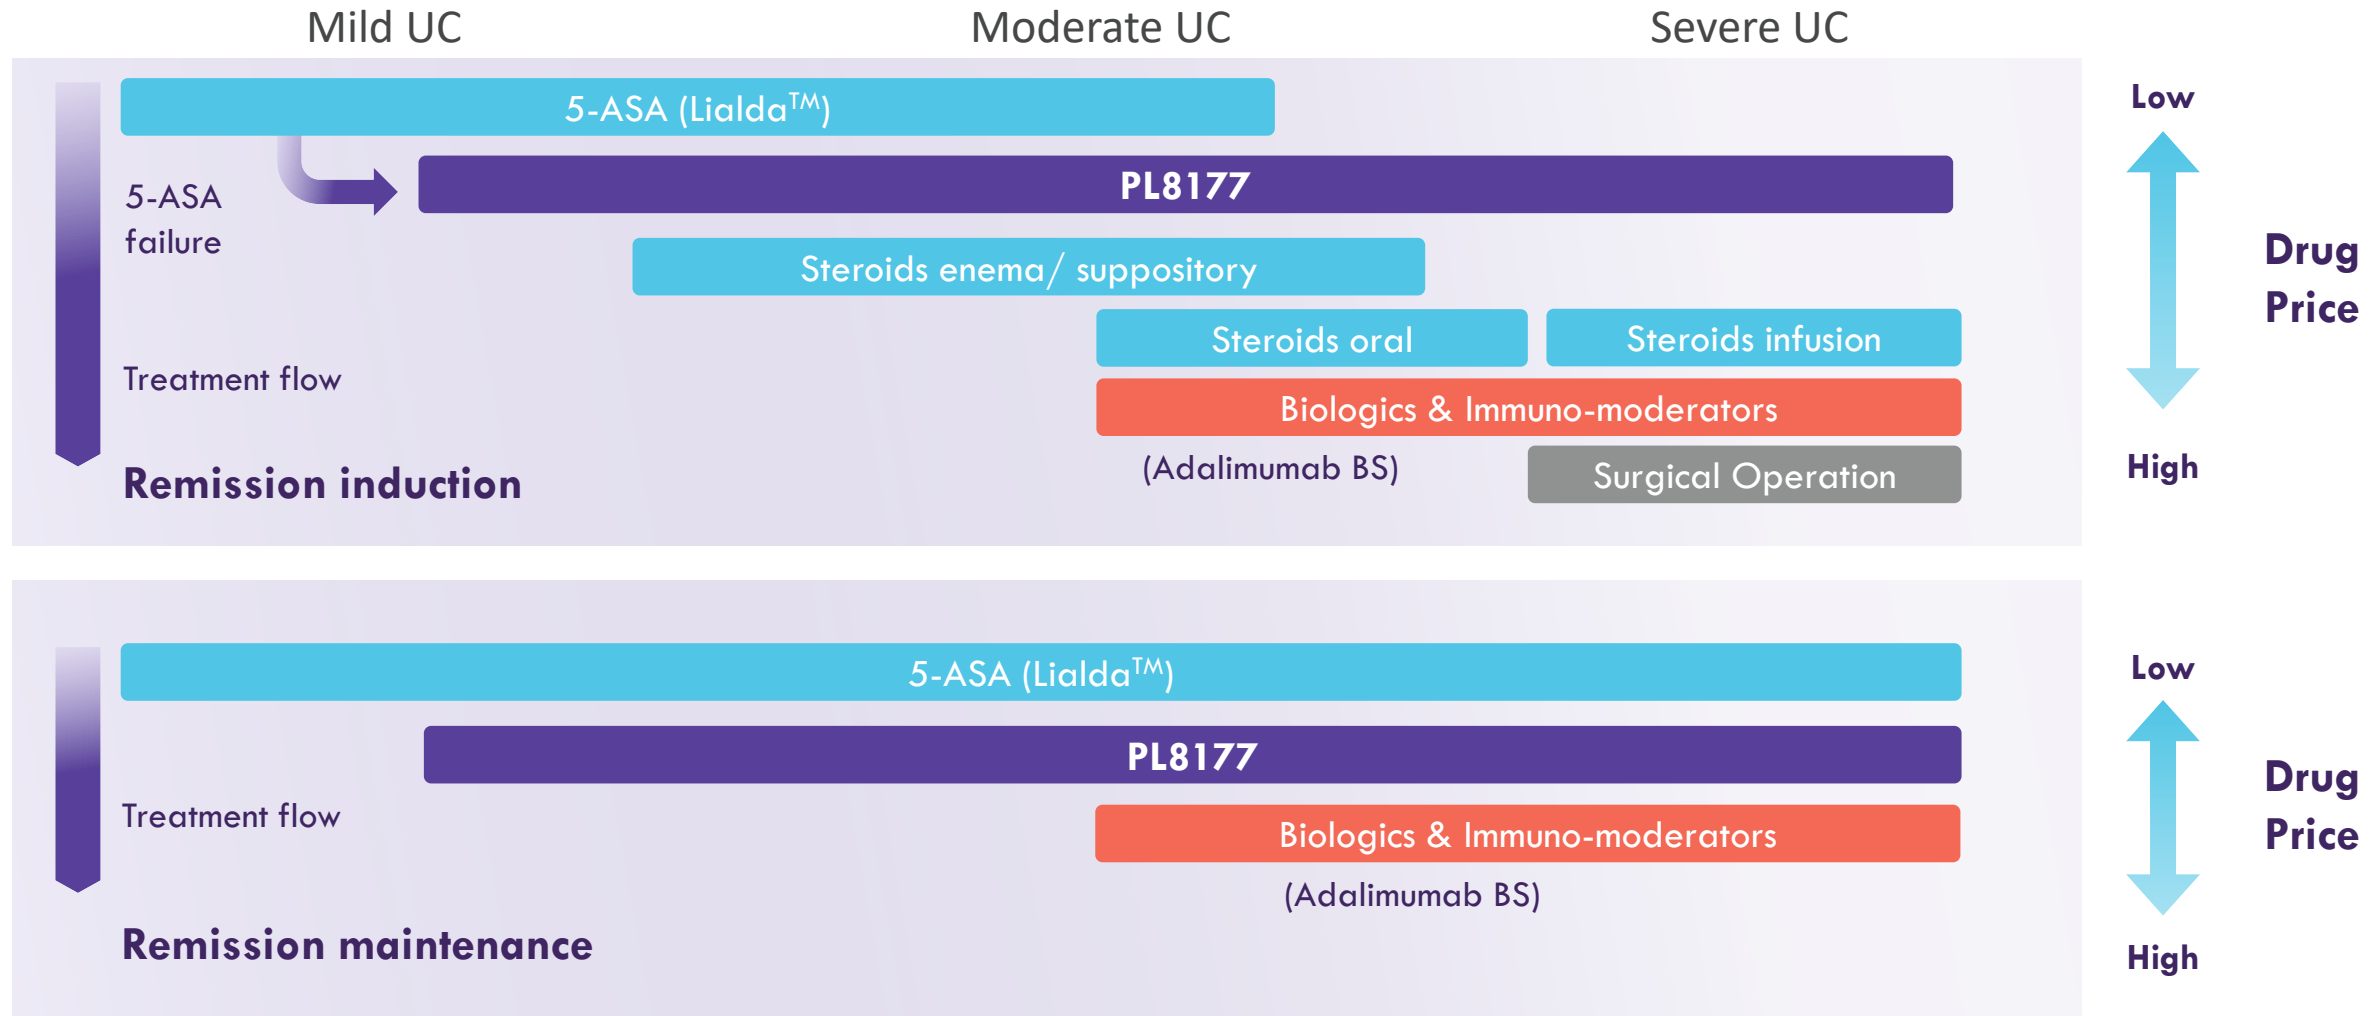 Mild UC
Moderate UC
Severe UC
5-ASA (Lialda™)
PL8177
5-ASA
failure
Steroids enema/ suppository
Steroids oral
Steroids infusion
Treatment flow
Biologics & Immuno-moderators
(Adalimumab BS)
Surgical Operation
Remission induction
Low
Drug
Price
High
5-ASA (Lialda™)
PL8177
Treatment flow
Biologics & Immuno-moderators
(Adalimumab BS)
Remission maintenance
Low
Drug
Price
High